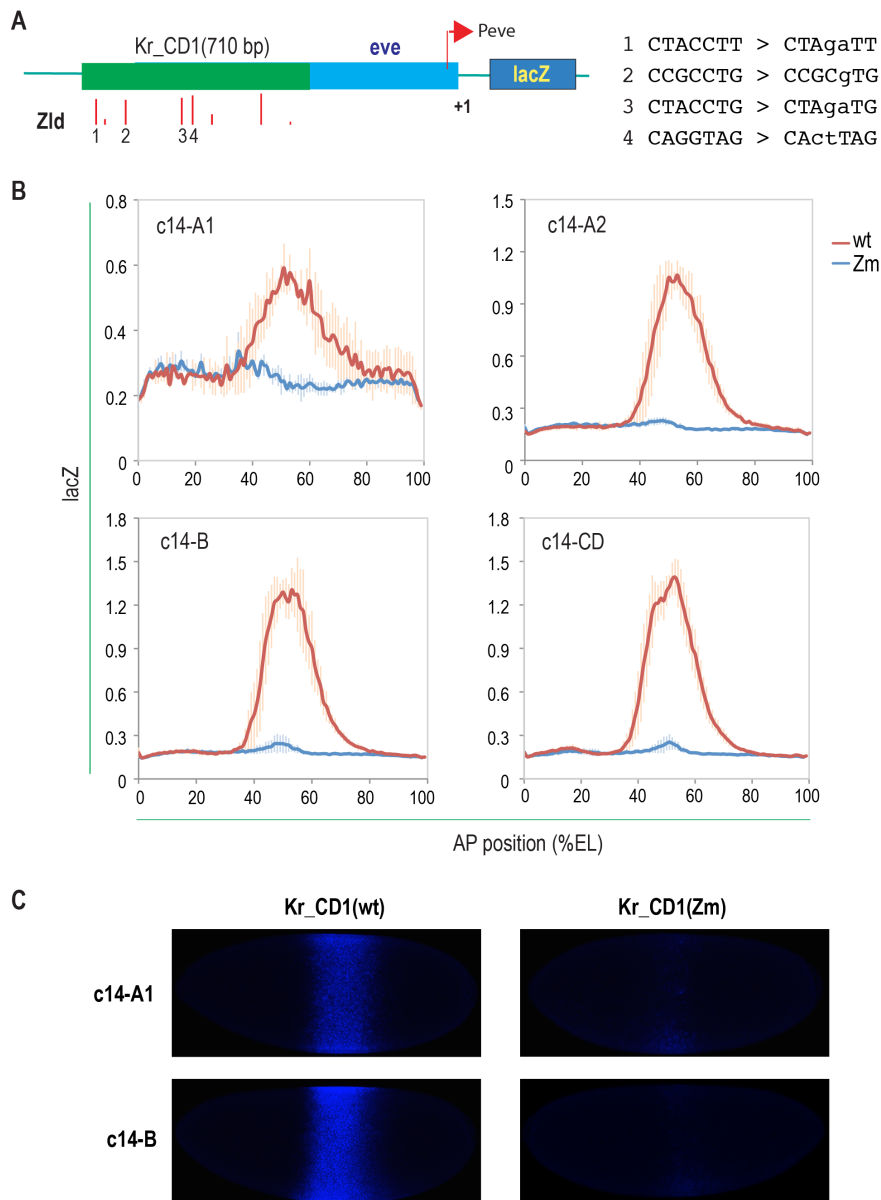 A
Kr_CD1(710 bp)
eve
Peve
lacZ
+1
Zld
1 2 3 4
1 CTACCTT > CTAgaTT
2 CCGCCTG > CCGCgTG
3 CTACCTG > CTAgaTG
4 CAGGTAG > CActTAG
B
c14-A1
0.8
0.6
0.4
0.2
0
0 20 40 60 80 100
c14-A2
1.5
1.2
0.9
0.6
0.3
0
0 20 40 60 80 100
wt
Zm
c14-B
1.8
1.5
1.2
0.9
0.6
0.3
0
0 20 40 60 80 100
c14-CD
1.8
1.5
1.2
0.9
0.6
0.3
0
0 20 40 60 80 100
lacZ
AP position (%EL)
C
Kr_CD1(wt)
Kr_CD1(Zm)
c14-A1
c14-B